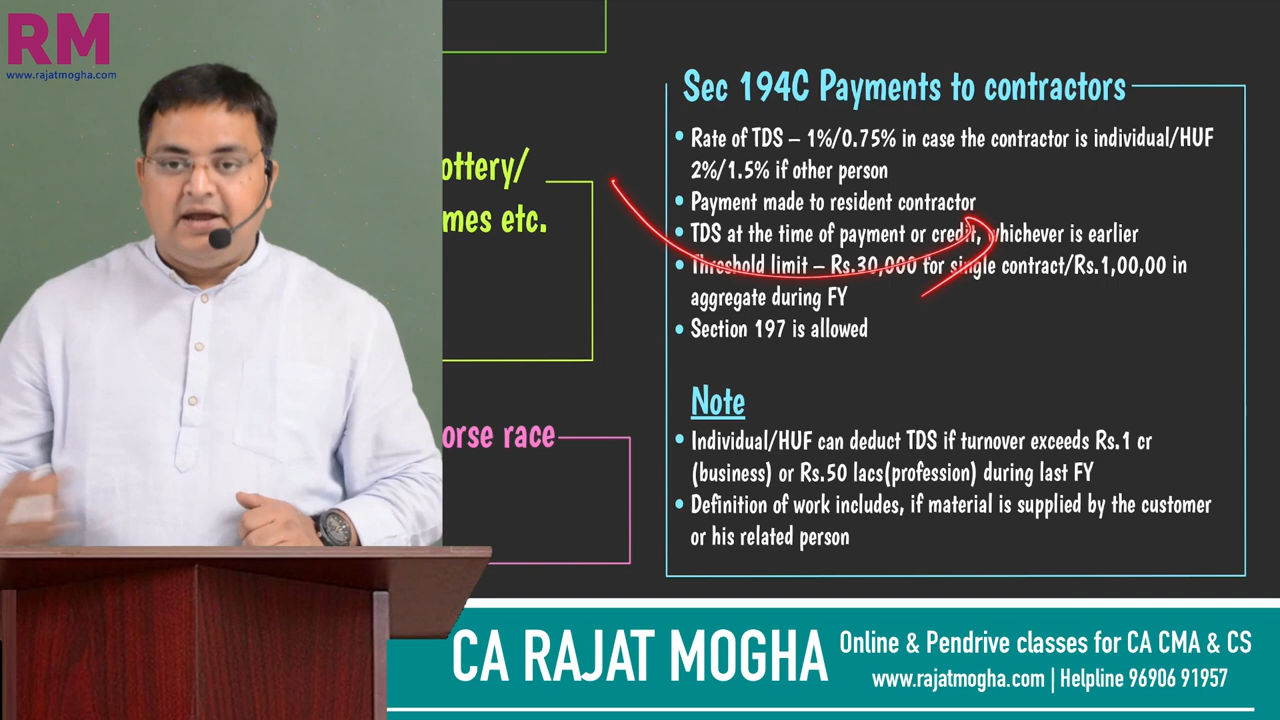 RM
www.rajatmogha.com
ottery/
mes etc.
orse race
Sec 194C Payments to contractors
• Rate of TDS – 1%/0.75% in case the contractor is individual/HUF
2%/1.5% if other person
• Payment made to resident contractor
• TDS at the time of payment or credit, whichever is earlier
• Threshold limit – Rs.30,000 for single contract/Rs.1,00,00 in
aggregate during FY
• Section 197 is allowed
Note
• Individual/HUF can deduct TDS if turnover exceeds Rs.1 cr
(business) or Rs.50 lacs(profession) during last FY
• Definition of work includes, if material is supplied by the customer
or his related person
CA RAJAT MOGHA
Online & Pendrive classes for CA CMA & CS
www.rajatmogha.com | Helpline 96906 91957